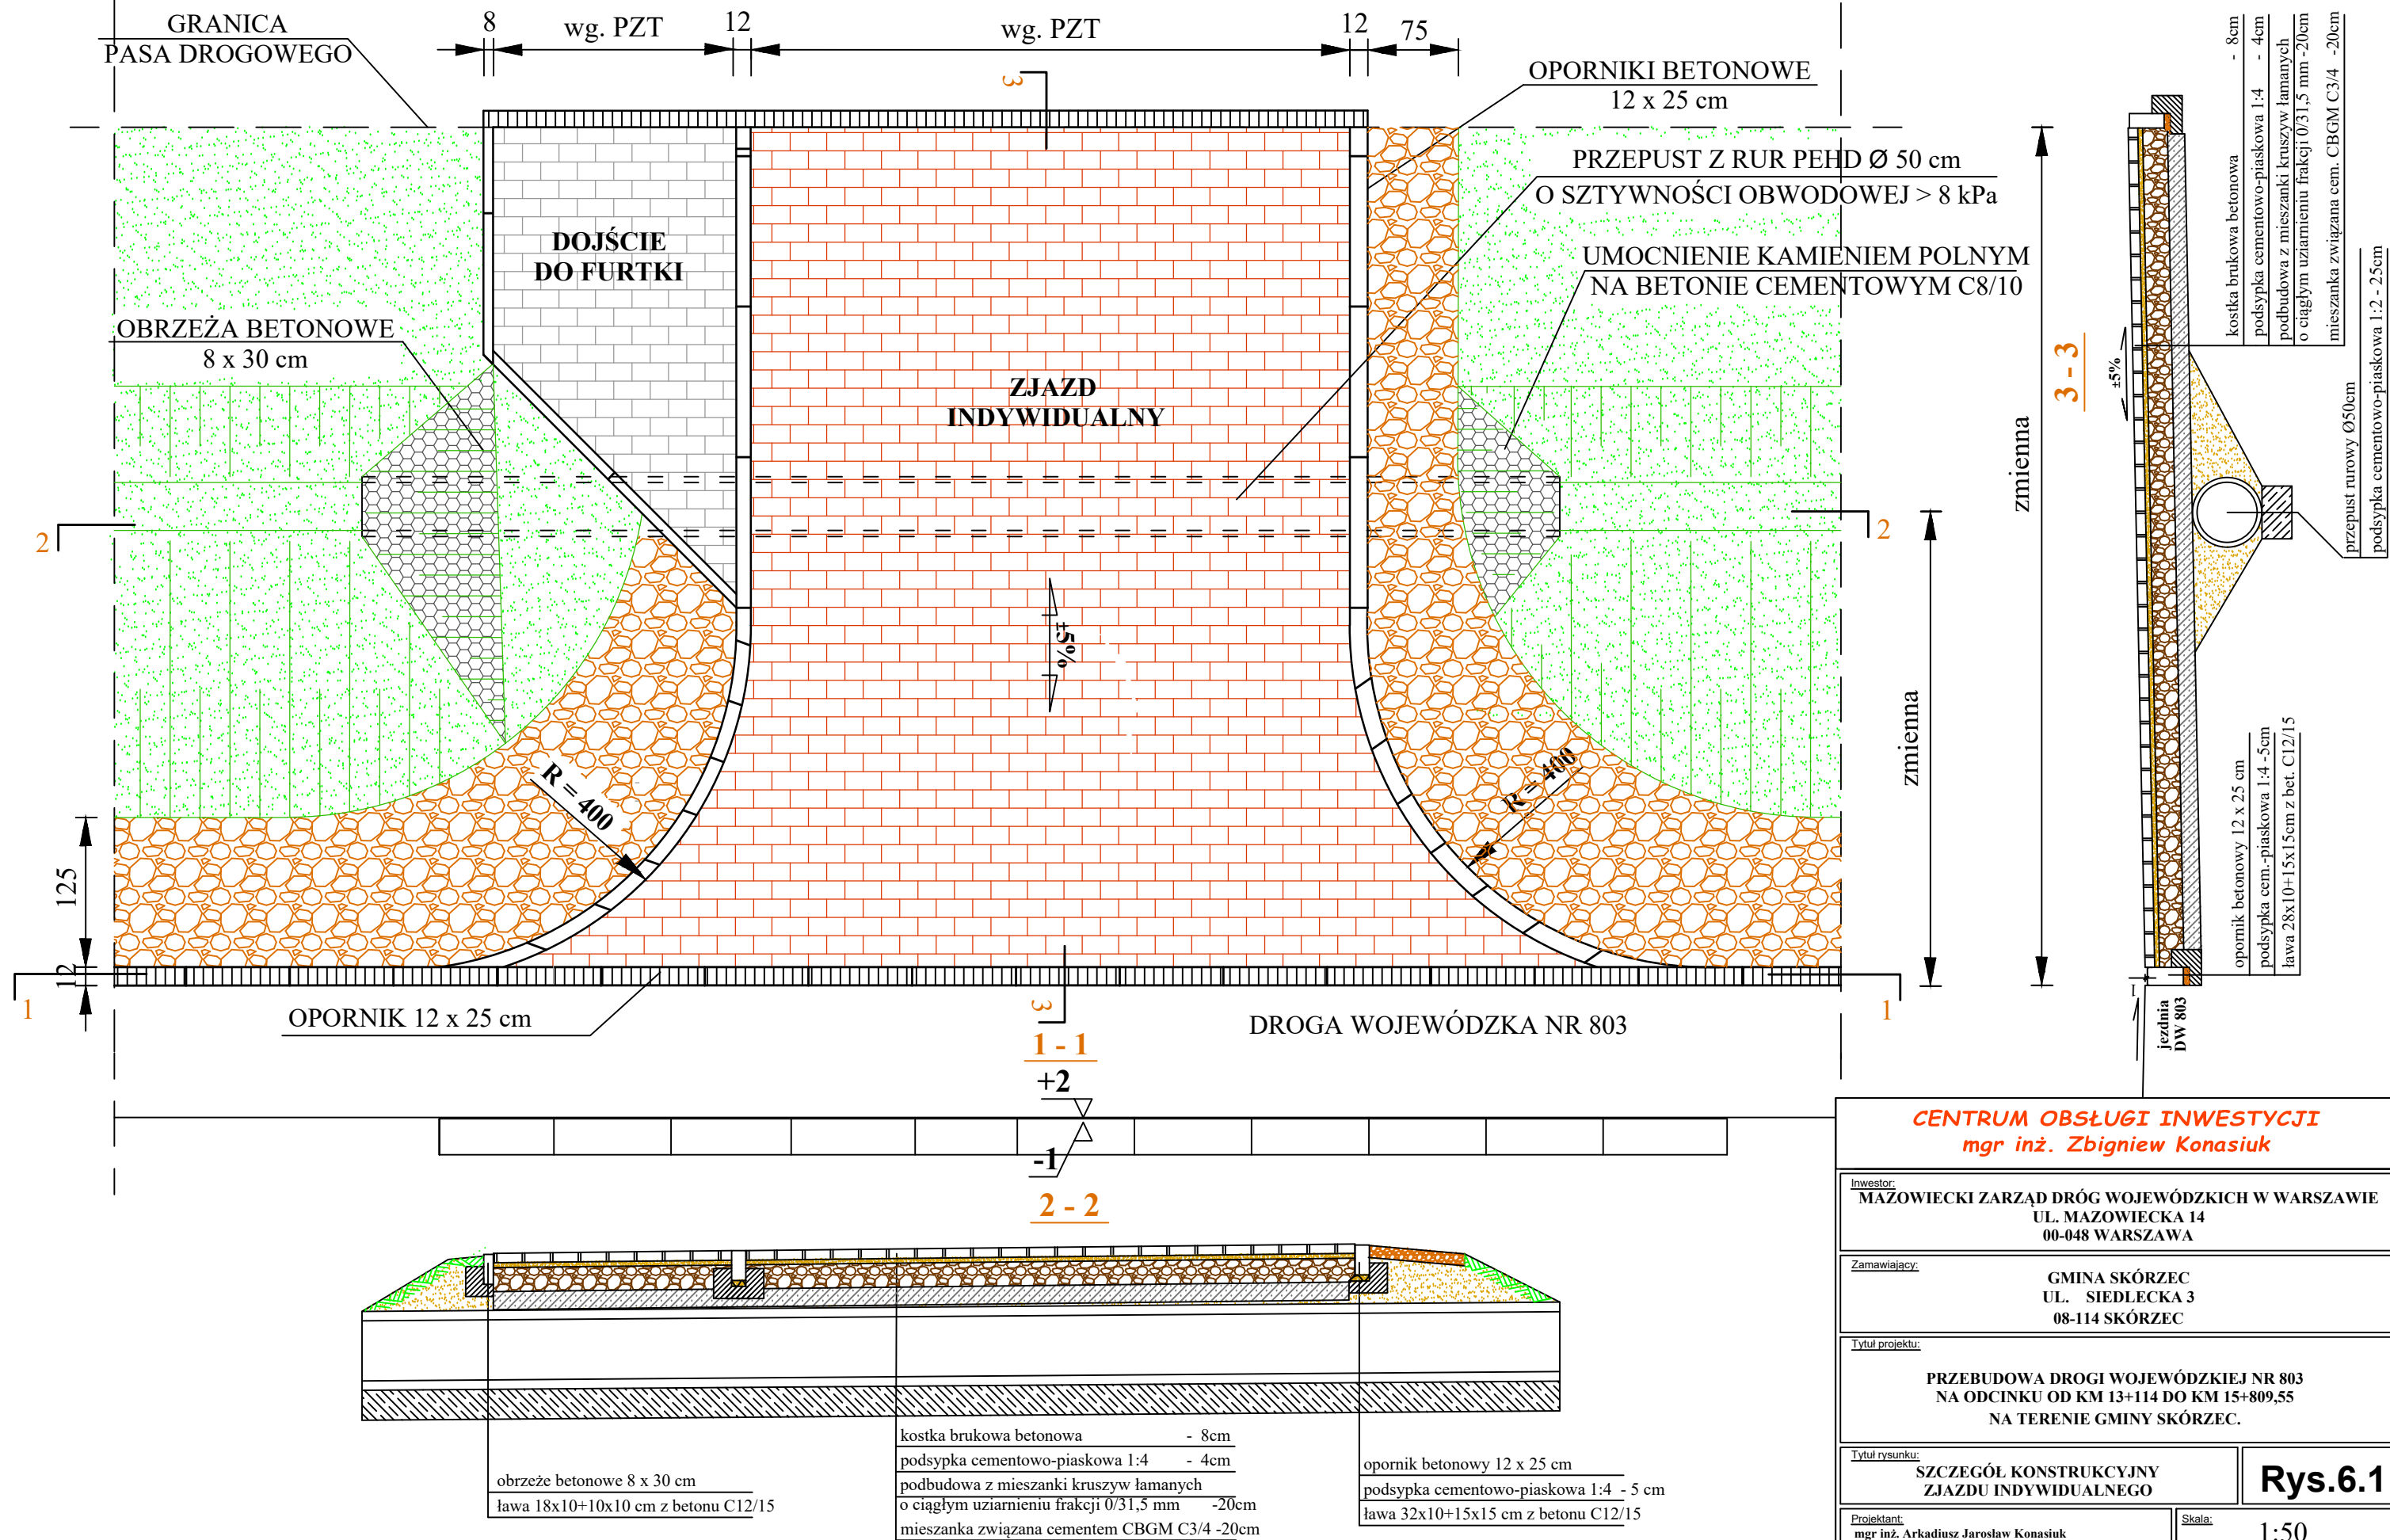 GRANICA
PASA DROGOWEGO
8
wg. PZT
12
wg. PZT
12
75
3
OPORNIKI BETONOWE
12 x 25 cm
PRZEPUST Z RUR PEHD Ø 50 cm
O SZTYWNOŚCI OBWODOWEJ > 8 kPa
UMOCNIENIE KAMIENIEM POLNYM
NA BETONIE CEMENTOWYM C8/10
DOJŚCIE
DO FURTKI
OBRZEŻA BETONOWE
8 x 30 cm
ZJAZD
INDYWIDUALNY
2
2
±5%
R = 400
R = 400
125
12
1
1
OPORNIK 12 x 25 cm
3
DROGA WOJEWÓDZKA NR 803
zmienna
zmienna
3 - 3
±5%
kostka brukowa betonowa - 8cm
podsypka cementowo-piaskowa 1:4 - 4cm
podbudowa z mieszanki kruszyw łamanych
o ciągłym uziarnieniu frakcji 0/31,5 mm -20cm
mieszanka związana cem. CBGM C3/4 -20cm
przepust rurowy Ø50cm
podsypka cementowo-piaskowa 1:2 - 25cm
opornik betonowy 12 x 25 cm
podsypka cem.-piaskowa 1:4 -5cm
ława 28x10+15x15cm z bet. C12/15
1
jezdnia
DW 803
1 - 1
+2
-1
2 - 2
obrzeże betonowe 8 x 30 cm
ława 18x10+10x10 cm z betonu C12/15
kostka brukowa betonowa - 8cm
podsypka cementowo-piaskowa 1:4 - 4cm
podbudowa z mieszanki kruszyw łamanych
o ciągłym uziarnieniu frakcji 0/31,5 mm -20cm
mieszanka związana cementem CBGM C3/4 -20cm
opornik betonowy 12 x 25 cm
podsypka cementowo-piaskowa 1:4 - 5 cm
ława 32x10+15x15 cm z betonu C12/15
CENTRUM OBSŁUGI INWESTYCJI
mgr inż. Zbigniew Konasiuk
Inwestor:
MAZOWIECKI ZARZĄD DRÓG WOJEWÓDZKICH W WARSZAWIE
UL. MAZOWIECKA 14
00-048 WARSZAWA
Zamawiający:
GMINA SKÓRZEC
UL. SIEDLECKA 3
08-114 SKÓRZEC
Tytuł projektu:
PRZEBUDOWA DROGI WOJEWÓDZKIEJ NR 803
NA ODCINKU OD KM 13+114 DO KM 15+809,55
NA TERENIE GMINY SKÓRZEC.
Tytuł rysunku:
SZCZEGÓŁ KONSTRUKCYJNY
ZJAZDU INDYWIDUALNEGO
Rys.6.1
Projektant:
mgr inż. Arkadiusz Jarosław Konasiuk
Skala:
1:50